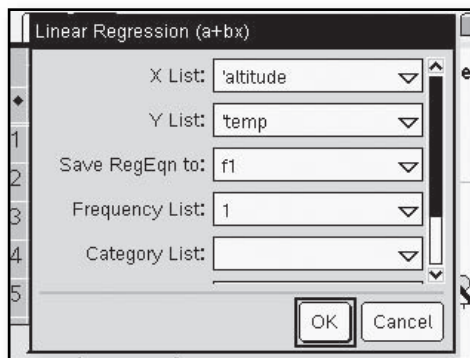 Linear Regression (a+bx)
X List: 'altitude
Y List: 'temp
Save RegEqn to: f1
Frequency List: 1
Category List:
OK Cancel
1
2
3
4
5
e